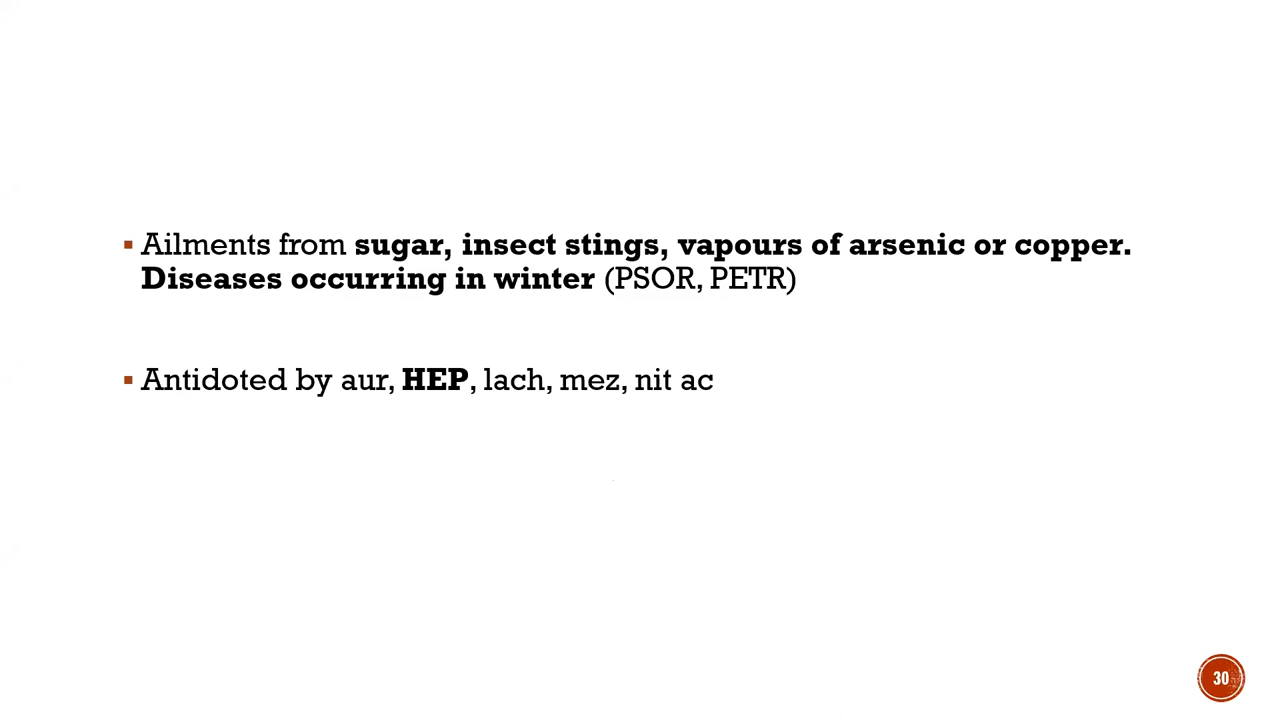 ▪ Ailments from sugar, insect stings, vapours of arsenic or copper.
Diseases occurring in winter (PSOR, PETR)
▪ Antidoted by aur, HEP, lach, mez, nit ac
30